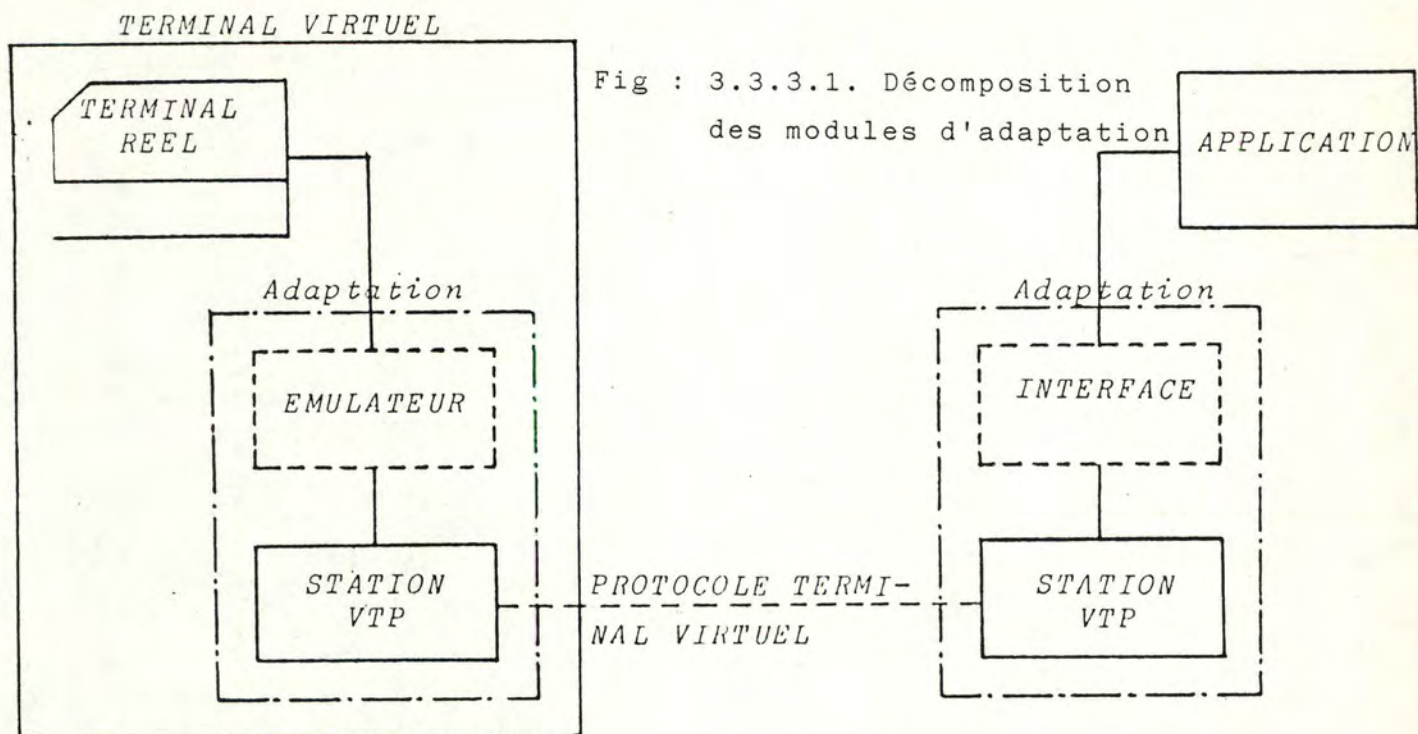 TERMINAL VIRTUEL
Fig : 3.3.3.1. Décomposition
des modules d'adaptation
TERMINAL
REEL
APPLICATION
Adaptation
Adaptation
EMULATEUR
INTERFACE
STATION
VTP
PROTOCOLE TERMI-
NAL VIRTUEL
STATION
VTP